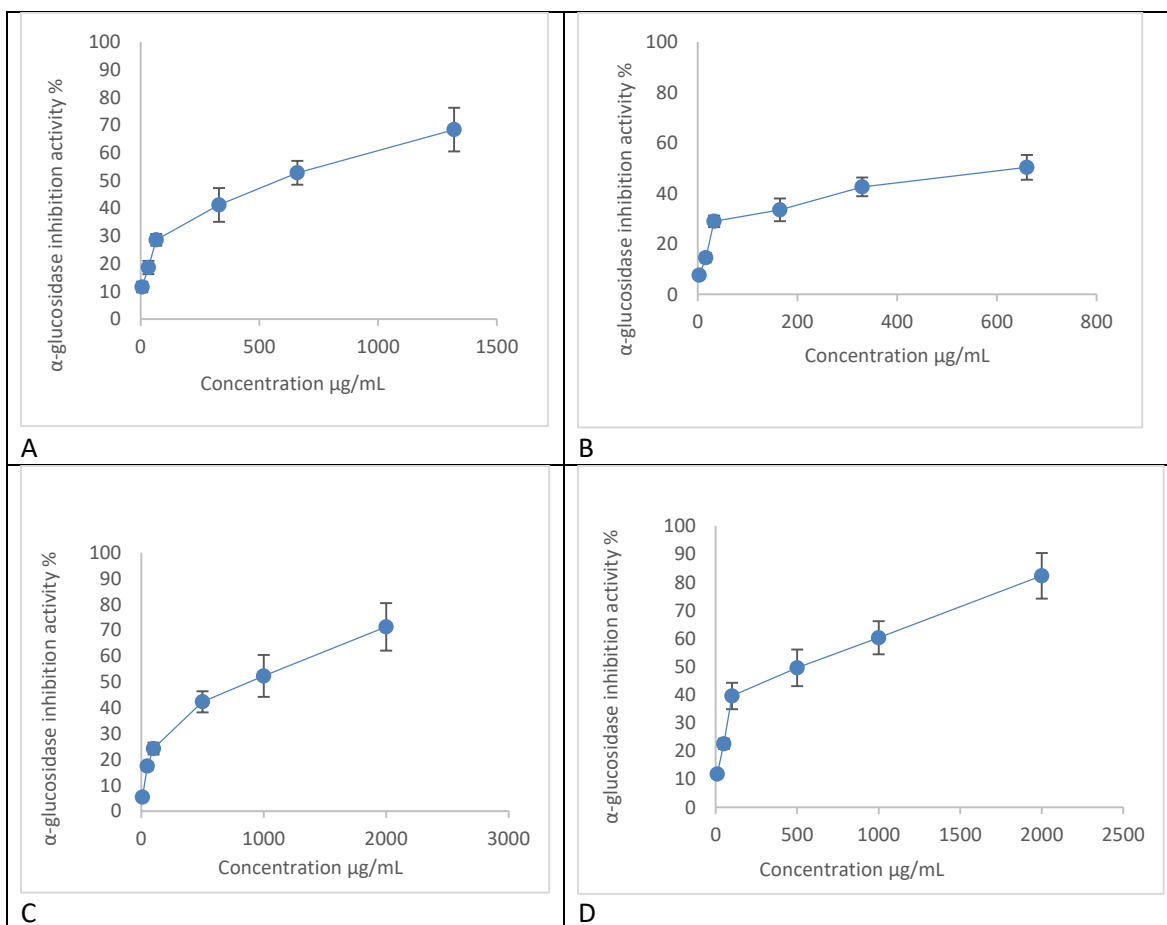 α-glucosidase inhibition activity %
100
90
80
70
60
50
40
30
20
10
0
0 500 1000 1500
Concentration µg/mL
A
α-glucosidase inhibition activity %
100
80
60
40
20
0
0 200 400 600 800
Concentration µg/mL
B
α-glucosidase inhibition activity %
100
90
80
70
60
50
40
30
20
10
0
0 1000 2000 3000
Concentration µg/mL
C
α-glucosidase inhibition activity %
100
90
80
70
60
50
40
30
20
10
0
0 500 1000 1500 2000 2500
Concentration µg/mL
D